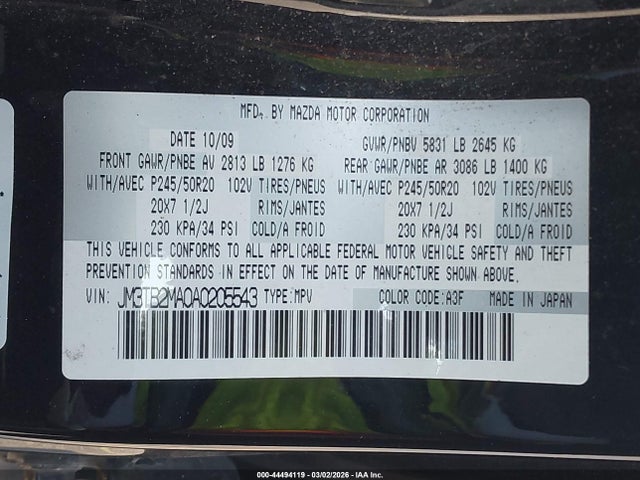 MFD. BY MAZDA MOTOR CORPORATION
DATE 10/09 GVWR/PNBV 5831 LB 2645 KG
FRONT GAWR/PNBE AV 2813 LB 1276 KG REAR GAWR/PNBE AR 3086 LB 1400 KG
WITH/AVEC P245/50R20 102V TIRES/PNEUS WITH/AVEC P245/50R20 102V TIRES/PNEUS
20X7 1/2J RIMS/JANTES 20X7 1/2J RIMS/JANTES
230 KPA/34 PSI COLD/A FROID 230 KPA/34 PSI COLD/A FROID
THIS VEHICLE CONFORMS TO ALL APPLICABLE FEDERAL MOTOR VEHICLE SAFETY AND THEFT
PREVENTION STANDARDS IN EFFECT ON THE DATE OF MANUFACTURE SHOWN ABOVE.
VIN: JM3TB2MA0A0205543 TYPE:MPV COLOR CODE:A3F MADE IN JAPAN
000-44494119 | 03/02/2026 | IAA Inc.